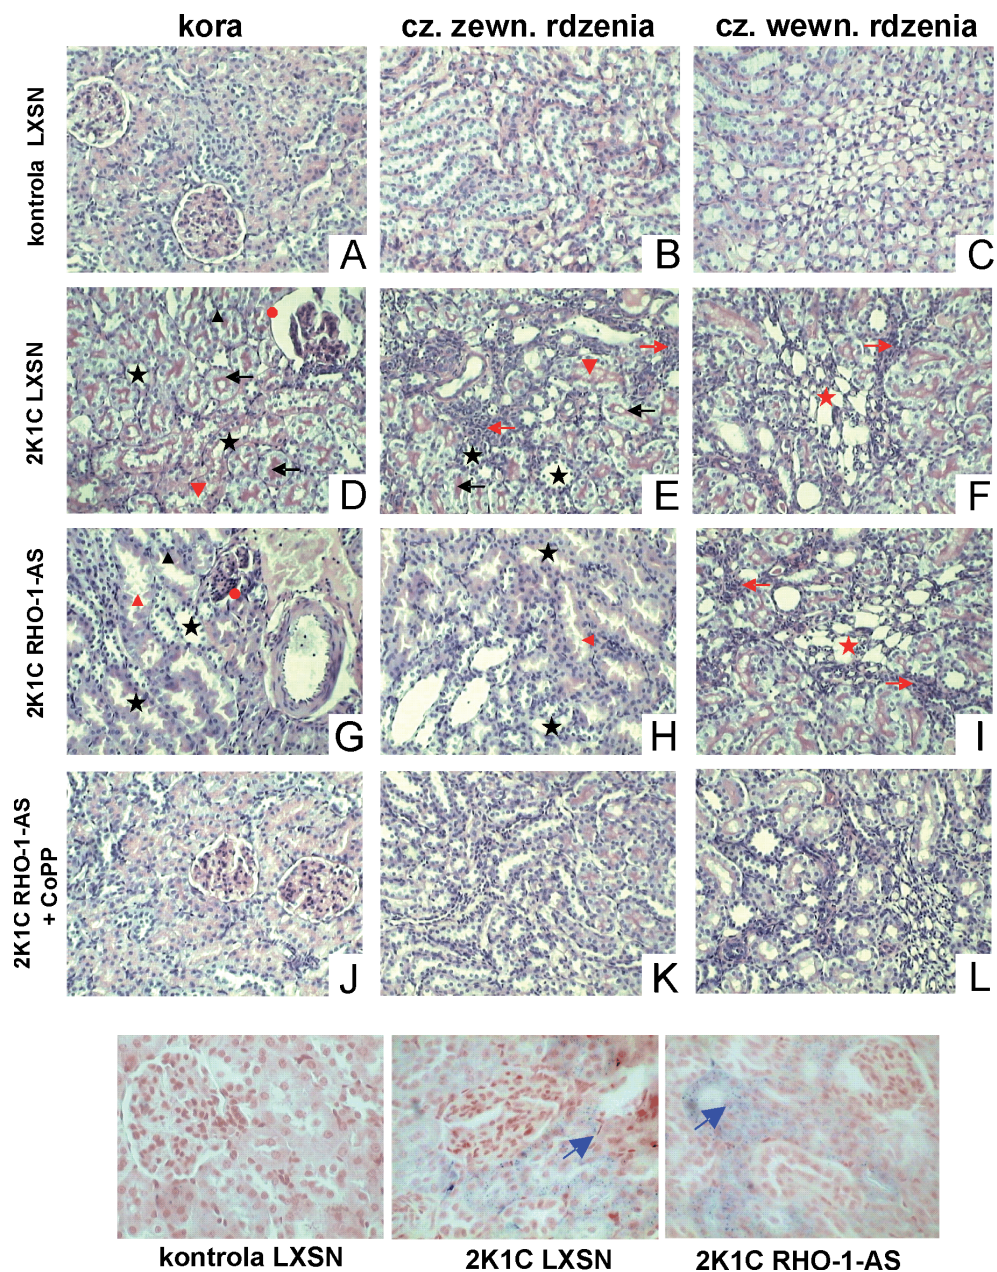 kora
cz. zewn. rdzenia
cz. wewn. rdzenia
kontrola LXSN
A
B
C
2K1C LXSN
D
E
F
2K1C RHO-1-AS
G
H
I
2K1C RHO-1-AS
+ CoPP
J
K
L
kontrola LXSN
2K1C LXSN
2K1C RHO-1-AS